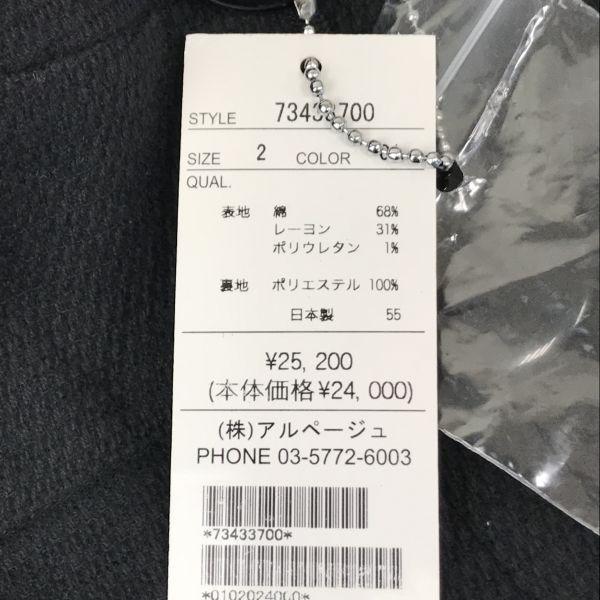 STYLE 73433700
SIZE 2 COLOR
QUAL.
表地 綿 68%
レーヨン 31%
ポリウレタン 1%
裏地 ポリエステル 100%
日本製 55
¥25,200
(本体価格¥24,000)
(株)アルページュ
PHONE 03-5772-6003
*73433700*
*0102024000*